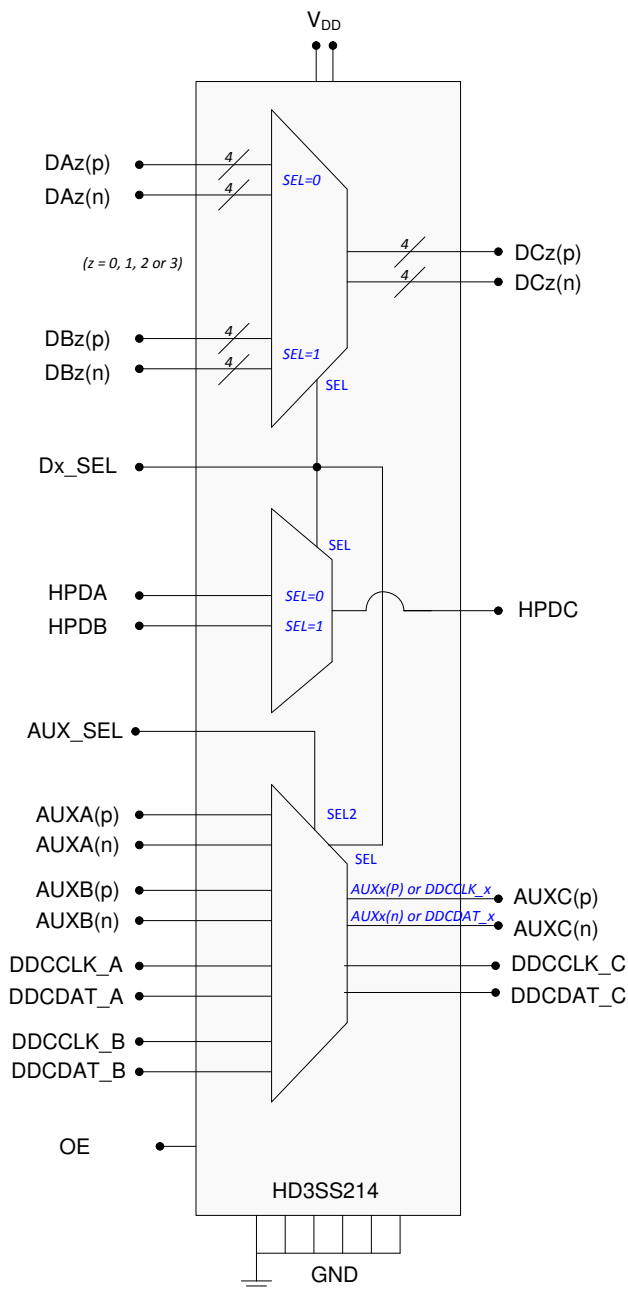 VDD
DAz(p)
4
DAz(n)
4
SEL=0
(z = 0, 1, 2 or 3)
4
DCz(p)
4
DCz(n)
DBz(p)
4
DBz(n)
4
SEL=1
SEL
Dx_SEL
SEL
HPDA
SEL=0
HPDB
SEL=1
HPDC
AUX_SEL
SEL2
AUXA(p)
AUXA(n)
SEL
AUXB(p)
AUXx(P) or DDCCLK_x
AUXC(p)
AUXB(n)
AUXx(n) or DDCDAT_x
AUXC(n)
DDCCLK_A
DDCCLK_C
DDCDAT_A
DDCDAT_C
DDCCLK_B
DDCDAT_B
OE
HD3SS214
GND